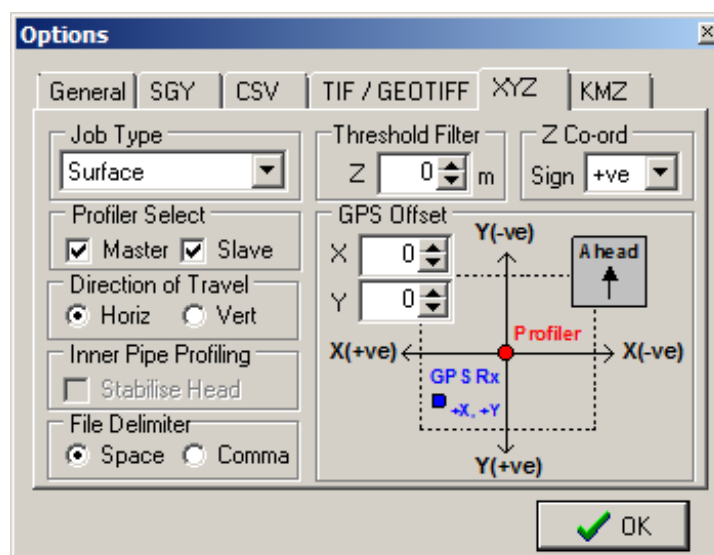 Options
General SGY CSV TIF / GEOTIFF XYZ KMZ
Job Type
Surface
Threshold Filter
Z 0 m
Z Co-ord
Sign +ve
Profiler Select
Master Slave
Direction of Travel
Horiz Vert
Inner Pipe Profiling
Stabilise Head
File Delimiter
Space Comma
GPS Offset
X 0
Y 0
Y(-ve)
Ahead
Profiler
X(+ve)
X(-ve)
GPS Rx
+X, +Y
Y(+ve)
OK